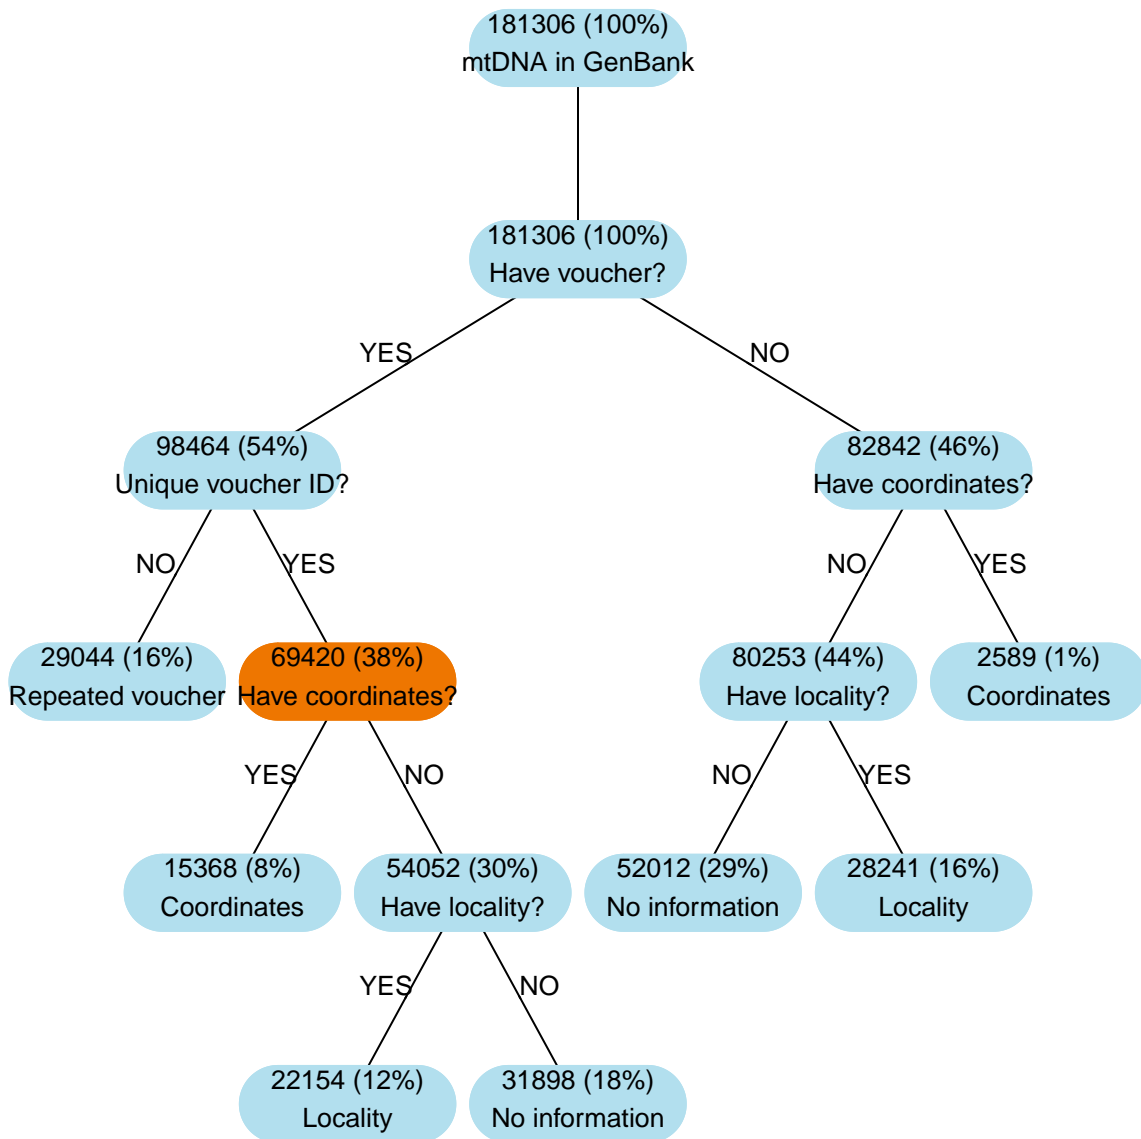 181306 (100%)
mtDNA in GenBank
181306 (100%)
Have voucher?
YES
NO
98464 (54%)
Unique voucher ID?
82842 (46%)
Have coordinates?
NO
YES
NO
YES
29044 (16%)
Repeated voucher
69420 (38%)
Have coordinates?
80253 (44%)
Have locality?
2589 (1%)
Coordinates
YES
NO
NO
YES
15368 (8%)
Coordinates
54052 (30%)
Have locality?
52012 (29%)
No information
28241 (16%)
Locality
YES
NO
22154 (12%)
Locality
31898 (18%)
No information